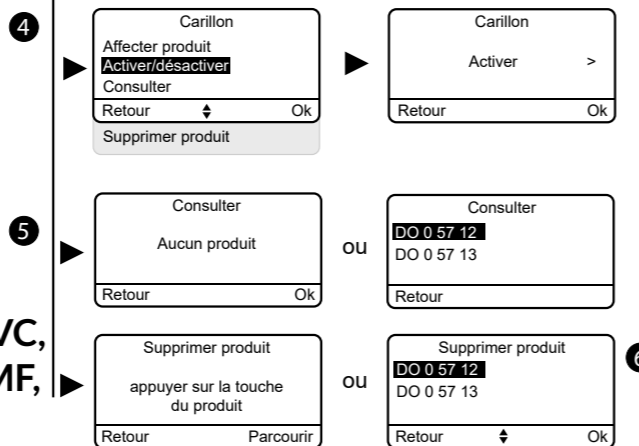 4
Carillon
Affecter produit
Activer/désactiver
Consulter
Retour Ok
Supprimer produit
Carillon
Activer >
Retour Ok
5
Consulter
Aucun produit
Retour Ok
ou
Consulter
DO 0 57 12
DO 0 57 13
Retour
VC,
MF,
Supprimer produit
appuyer sur la touche
du produit
Retour Parcourir
ou
Supprimer produit
DO 0 57 12
DO 0 57 13
Retour Ok
6